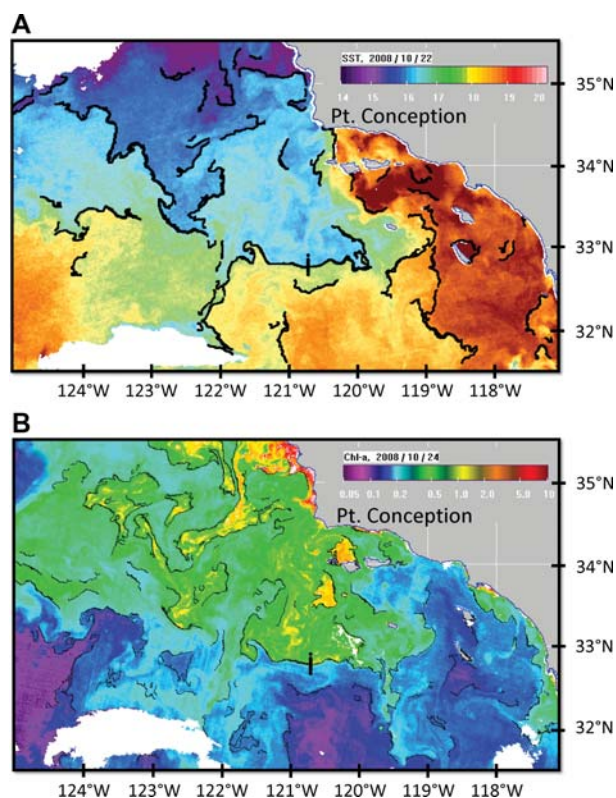 A
SST, 2008/10/22
14 15 16 17 18 19 20
Pt. Conception
35°N
34°N
33°N
32°N
124°W 123°W 122°W 121°W 120°W 119°W 118°W
B
Chl-a, 2008/10/24
0.05 0.1 0.2 0.5 1.0 2.0 5.0 10
Pt. Conception
35°N
34°N
33°N
32°N
124°W 123°W 122°W 121°W 120°W 119°W 118°W